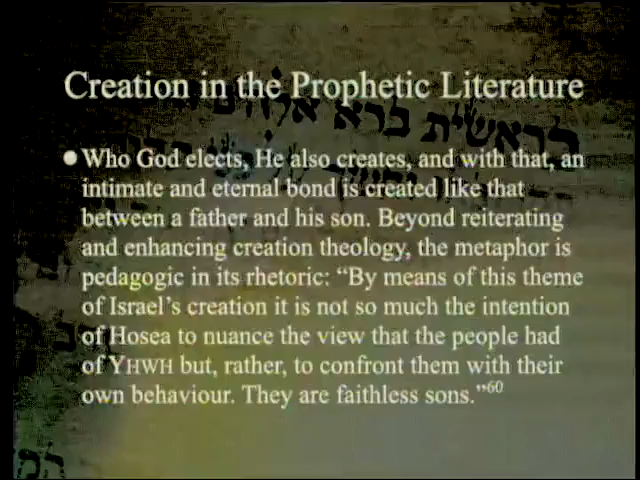 Creation in the Prophetic Literature
בראשית ברא אלהים
● Who God elects, He also creates, and with that, an
intimate and eternal bond is created like that
between a father and his son. Beyond reiterating
and enhancing creation theology, the metaphor is
pedagogic in its rhetoric: “By means of this theme
of Israel’s creation it is not so much the intention
of Hosea to nuance the view that the people had
of YHWH but, rather, to confront them with their
own behaviour. They are faithless sons.”60